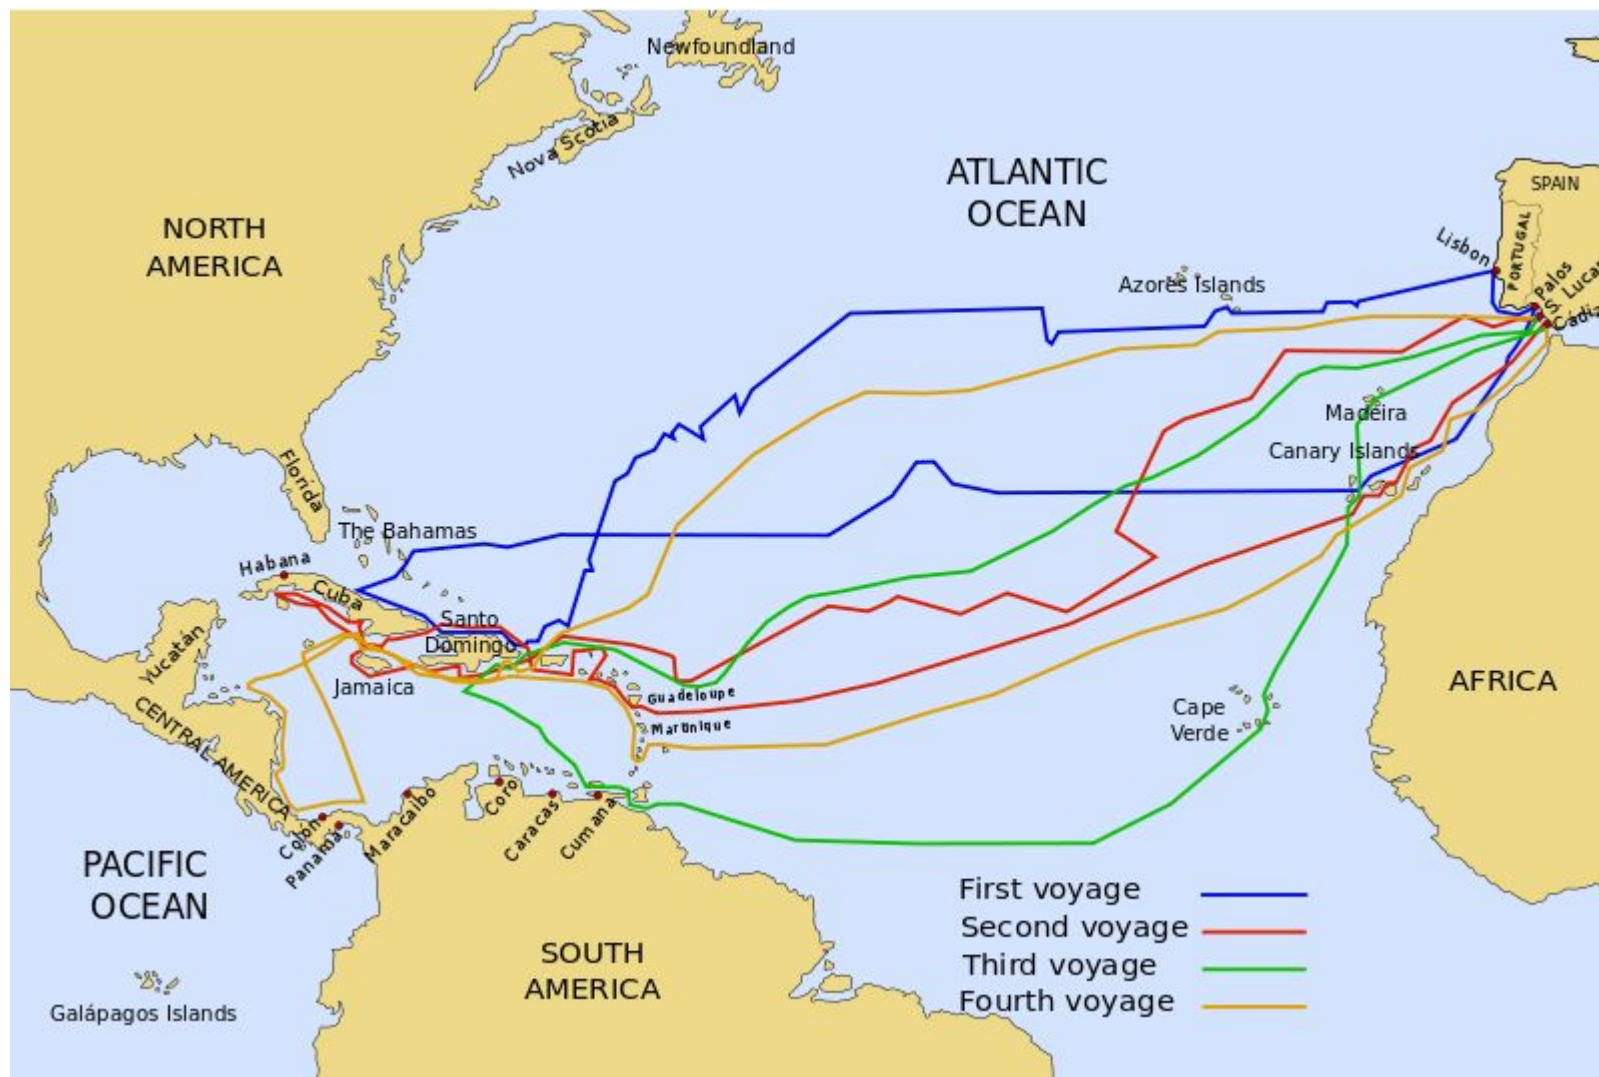 Newfoundland
Nova Scotia
ATLANTIC
OCEAN
SPAIN
PORTUGAL
Lisbon
Palos
S. Lucar
Cádiz
NORTH
AMERICA
Azores Islands
Madeira
Canary Islands
Florida
The Bahamas
Habana
Cuba
Santo
Domingo
Yucatán
Jamaica
Guadeloupe
Martinique
CENTRAL AMERICA
Cape
Verde
AFRICA
Colón
Panamá
Maracaibo
Coro
Caracas
Cumana
PACIFIC
OCEAN
SOUTH
AMERICA
Galápagos Islands
First voyage
Second voyage
Third voyage
Fourth voyage